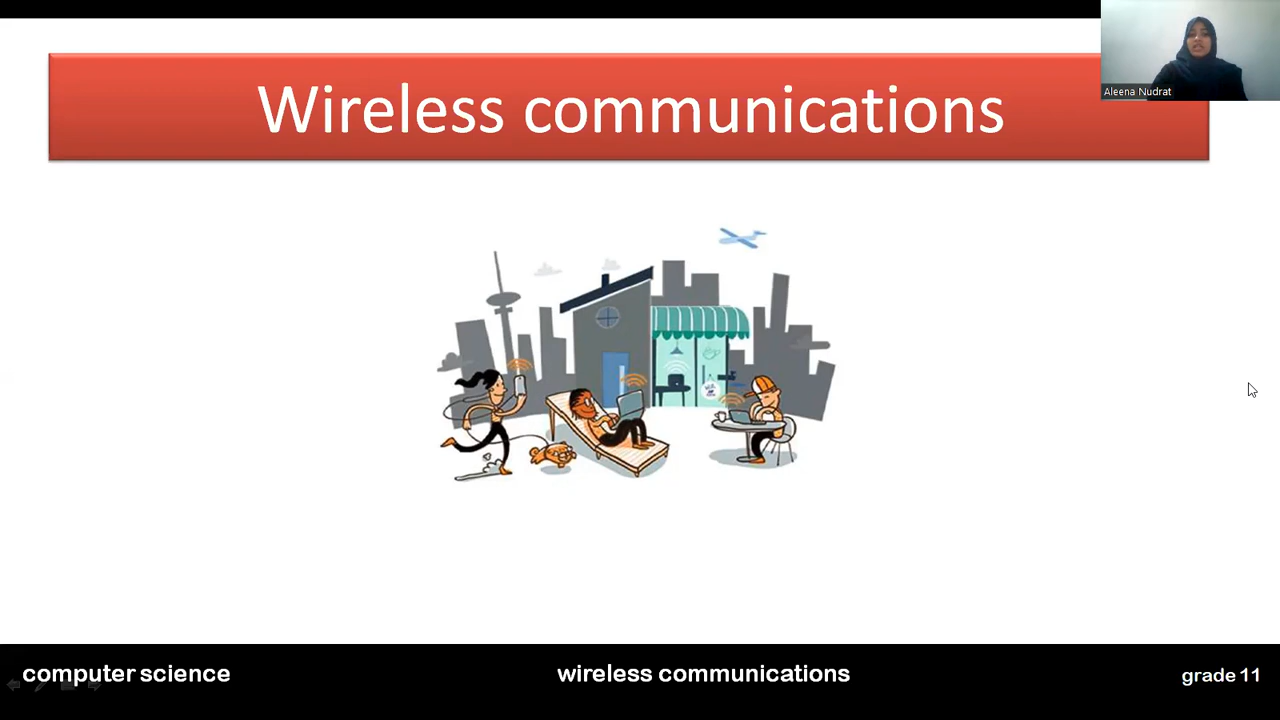 Wireless communications
Aleena Nudrat
computer science
wireless communications
grade 11